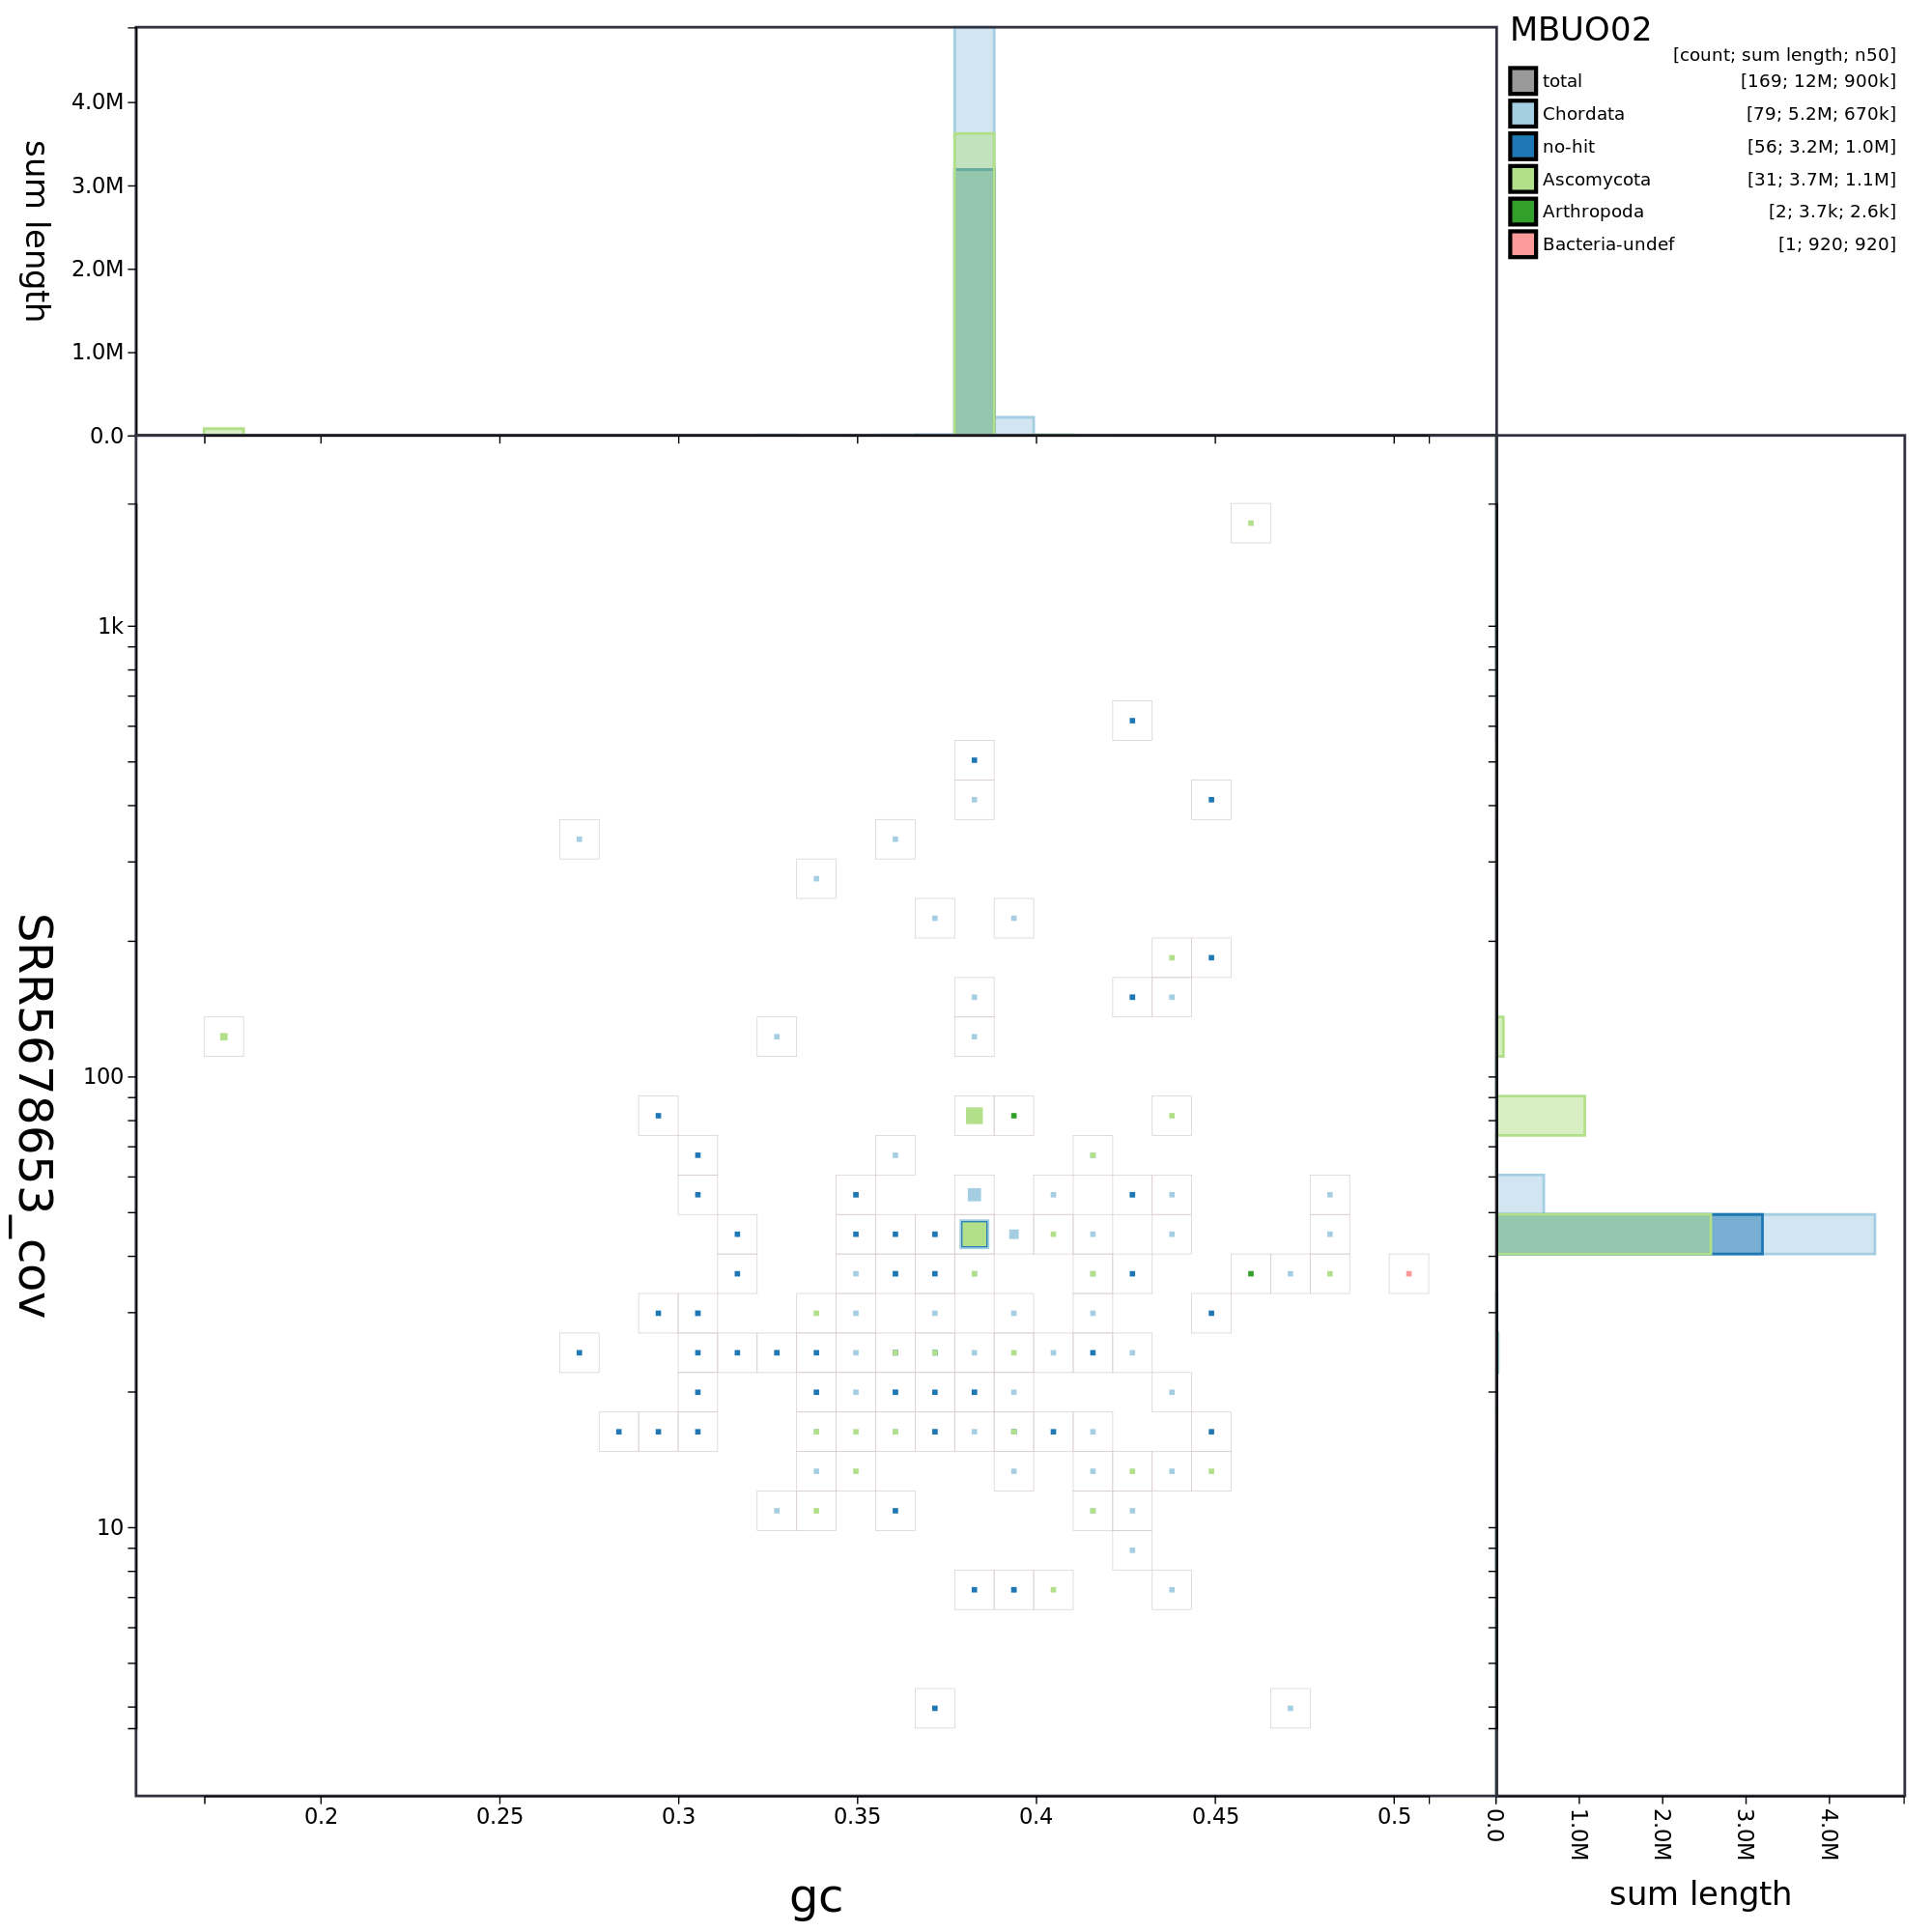 MBUO02
[count; sum length; n50]
total [169; 12M; 900k]
Chordata [79; 5.2M; 670k]
no-hit [56; 3.2M; 1.0M]
Ascomycota [31; 3.7M; 1.1M]
Arthropoda [2; 3.7k; 2.6k]
Bacteria-undef [1; 920; 920]
sum length
4.0M
3.0M
2.0M
1.0M
0.0
SRR5678653_cov
1k
100
10
0.2 0.25 0.3 0.35 0.4 0.45 0.5
gc
0.0 1.0M 2.0M 3.0M 4.0M
sum length